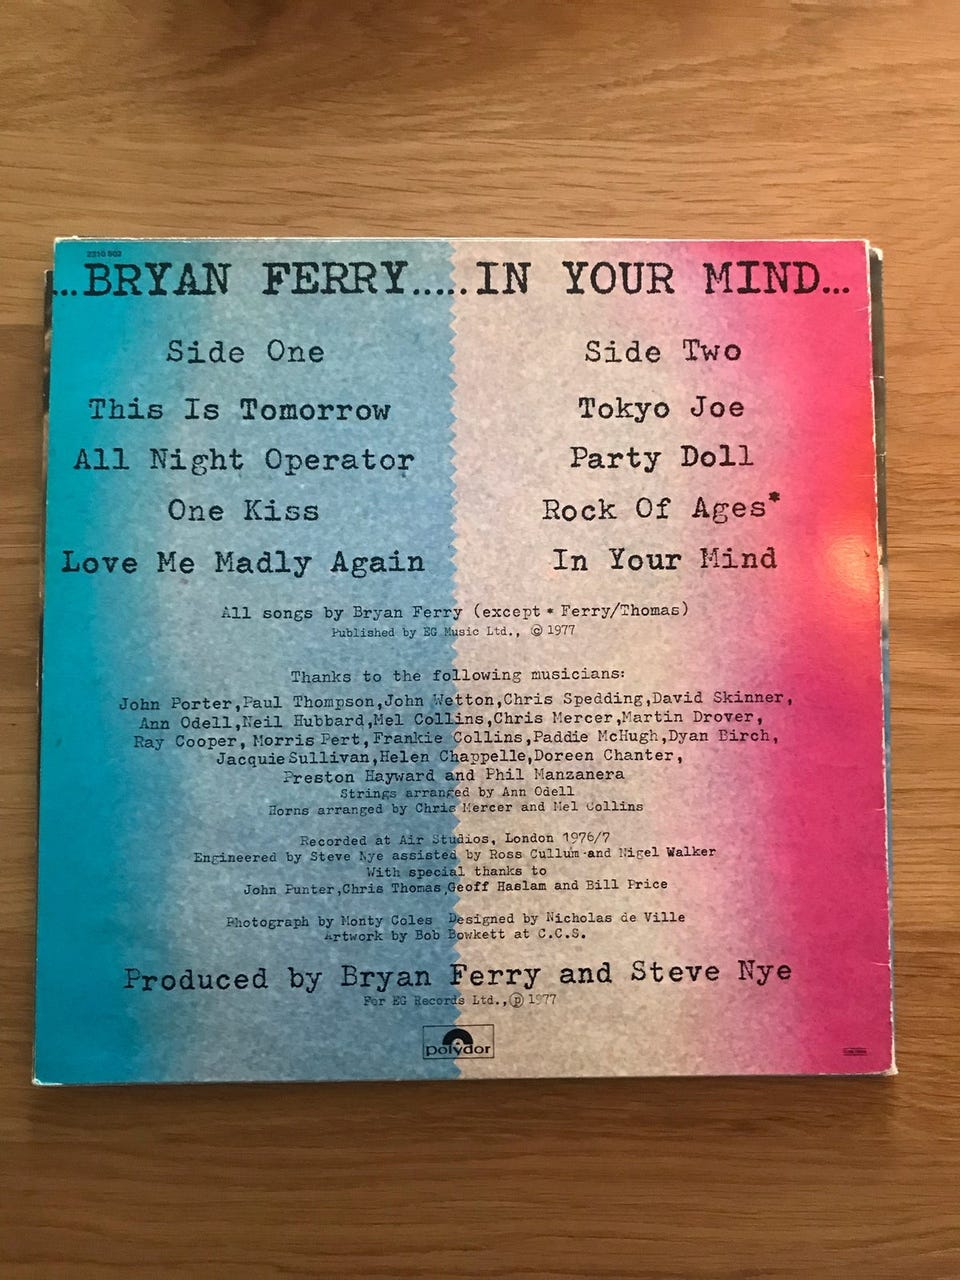 2310 502
...BRYAN FERRY.....IN YOUR MIND...
Side One
This Is Tomorrow
All Night Operator
One Kiss
Love Me Madly Again
Side Two
Tokyo Joe
Party Doll
Rock Of Ages*
In Your Mind
All songs by Bryan Ferry (except * Ferry/Thomas)
Published by EG Music Ltd., © 1977
Thanks to the following musicians:
John Porter,Paul Thompson,John Wetton,Chris Spedding,David Skinner,
Ann Odell,Neil Hubbard,Mel Collins,Chris Mercer,Martin Drover,
Ray Cooper, Morris Pert,Frankie Collins,Paddie McHugh,Dyan Birch,
Jacquie Sullivan,Helen Chappelle,Doreen Chanter,
Preston Hayward and Phil Manzanera
Strings arranged by Ann Odell
Horns arranged by Chris Mercer and Mel Collins
Recorded at Air Studios, London 1976/7
Engineered by Steve Nye assisted by Ross Cullum and Nigel Walker
With special thanks to
John Punter,Chris Thomas,Geoff Haslam and Bill Price
Photograph by Monty Coles Designed by Nicholas de Ville
Artwork by Bob Bowkett at C.C.S.
Produced by Bryan Ferry and Steve Nye
For EG Records Ltd.,℗ 1977
polydor